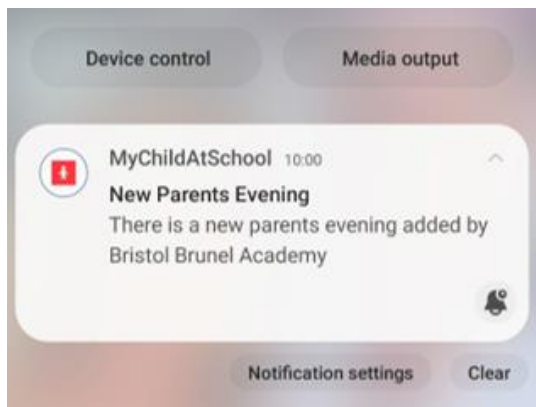 Device control Media output
MyChildAtSchool 10:00
New Parents Evening
There is a new parents evening added by
Bristol Brunel Academy
Notification settings Clear